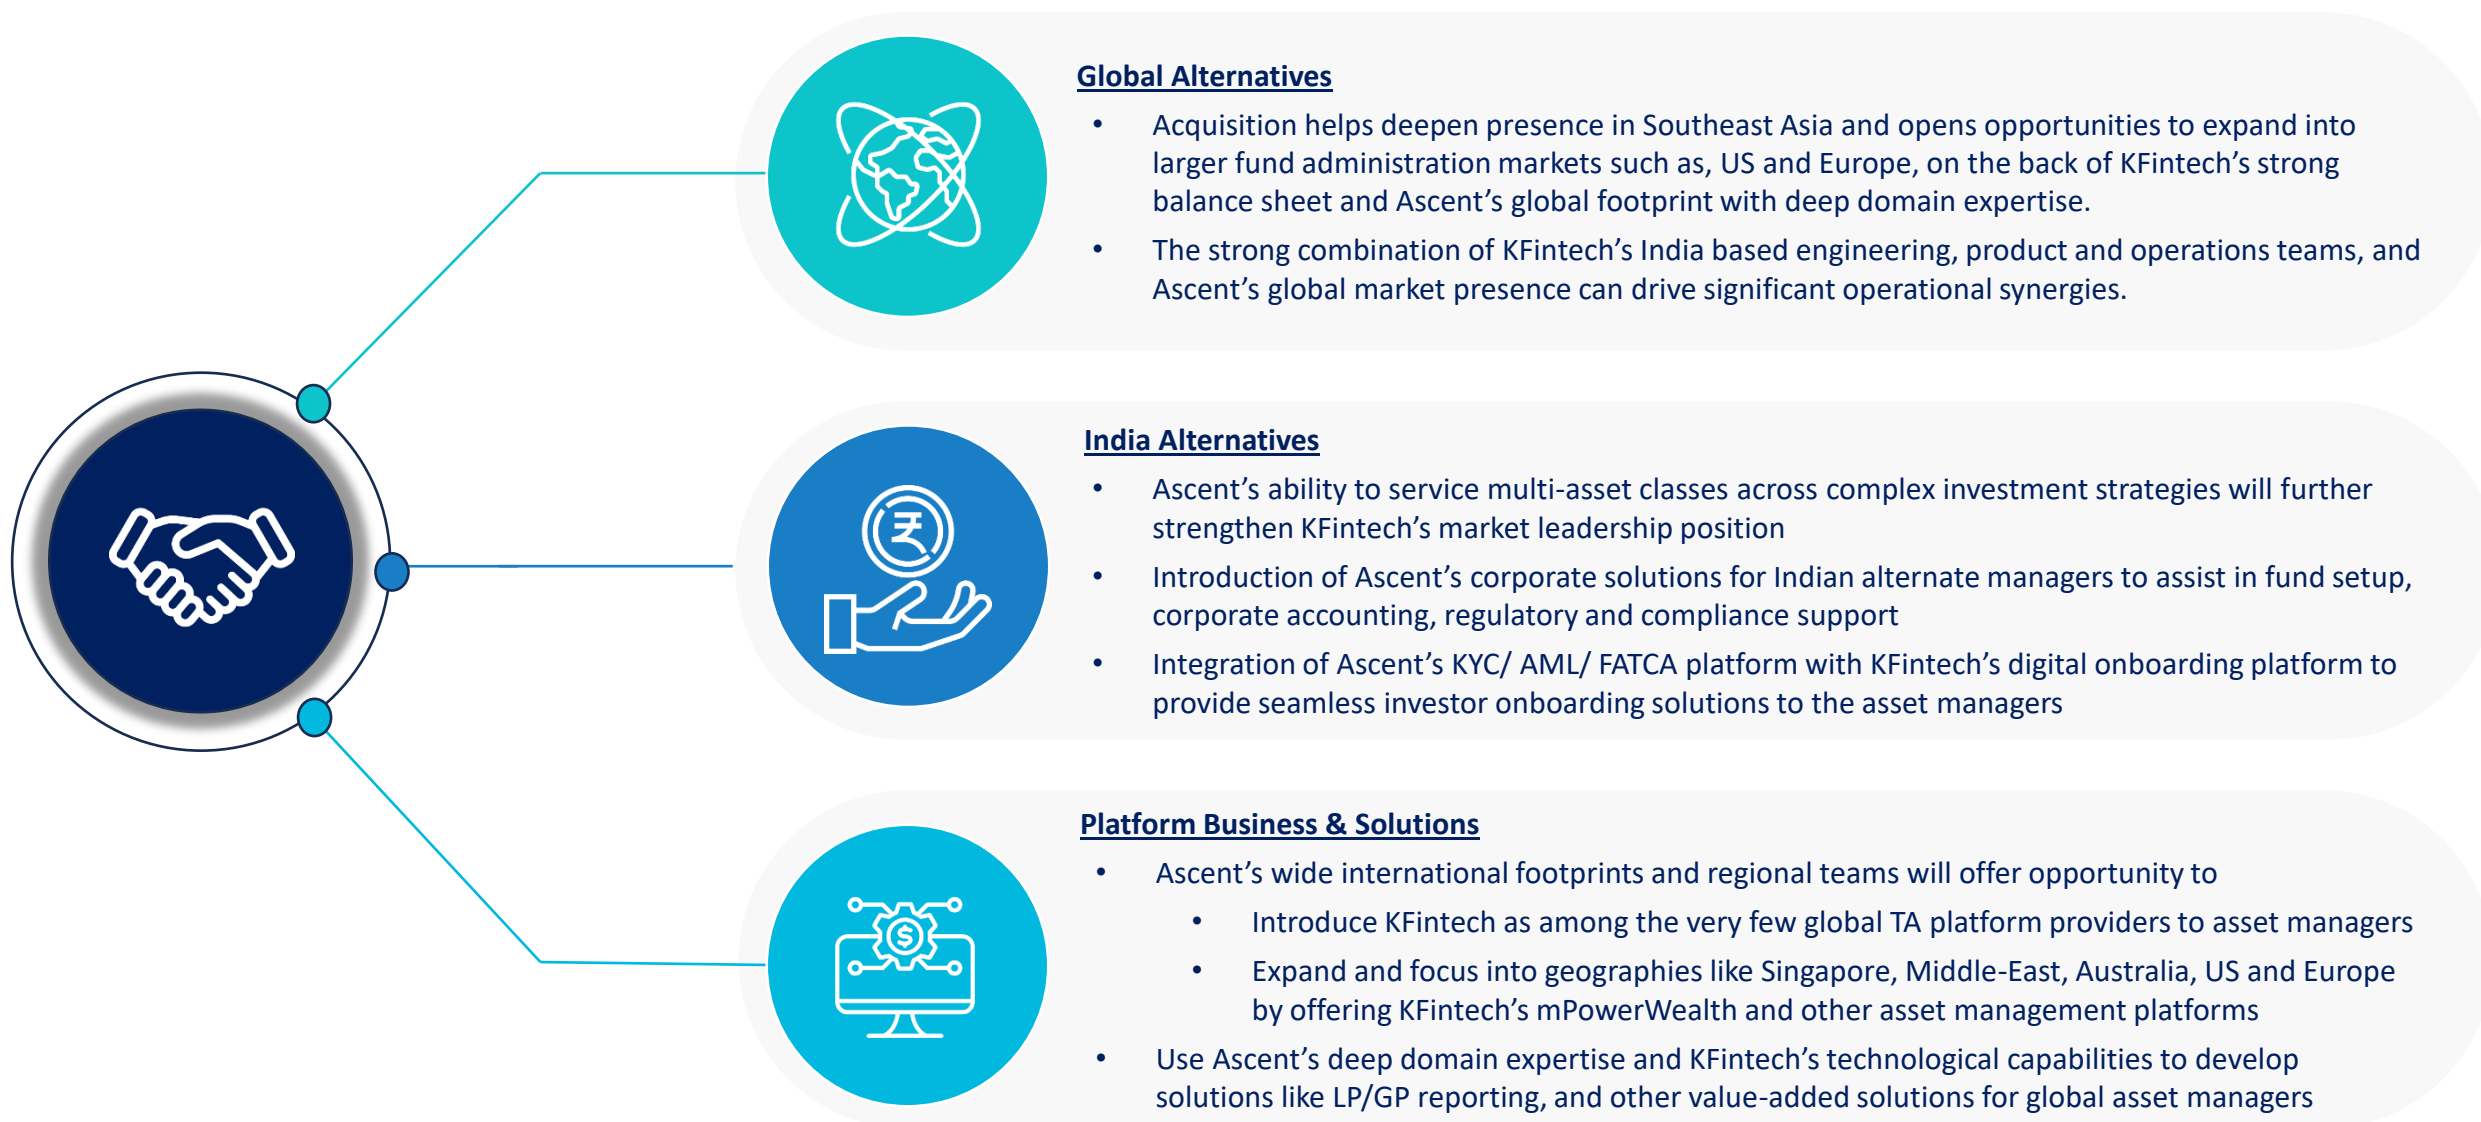 Global Alternatives
• Acquisition helps deepen presence in Southeast Asia and opens opportunities to expand into
larger fund administration markets such as, US and Europe, on the back of KFintech’s strong
balance sheet and Ascent’s global footprint with deep domain expertise.
• The strong combination of KFintech’s India based engineering, product and operations teams, and
Ascent’s global market presence can drive significant operational synergies.
₹
India Alternatives
• Ascent’s ability to service multi-asset classes across complex investment strategies will further
strengthen KFintech’s market leadership position
• Introduction of Ascent’s corporate solutions for Indian alternate managers to assist in fund setup,
corporate accounting, regulatory and compliance support
• Integration of Ascent’s KYC/ AML/ FATCA platform with KFintech’s digital onboarding platform to
provide seamless investor onboarding solutions to the asset managers
$
Platform Business & Solutions
• Ascent’s wide international footprints and regional teams will offer opportunity to
• Introduce KFintech as among the very few global TA platform providers to asset managers
• Expand and focus into geographies like Singapore, Middle-East, Australia, US and Europe
by offering KFintech’s mPowerWealth and other asset management platforms
• Use Ascent’s deep domain expertise and KFintech’s technological capabilities to develop
solutions like LP/GP reporting, and other value-added solutions for global asset managers